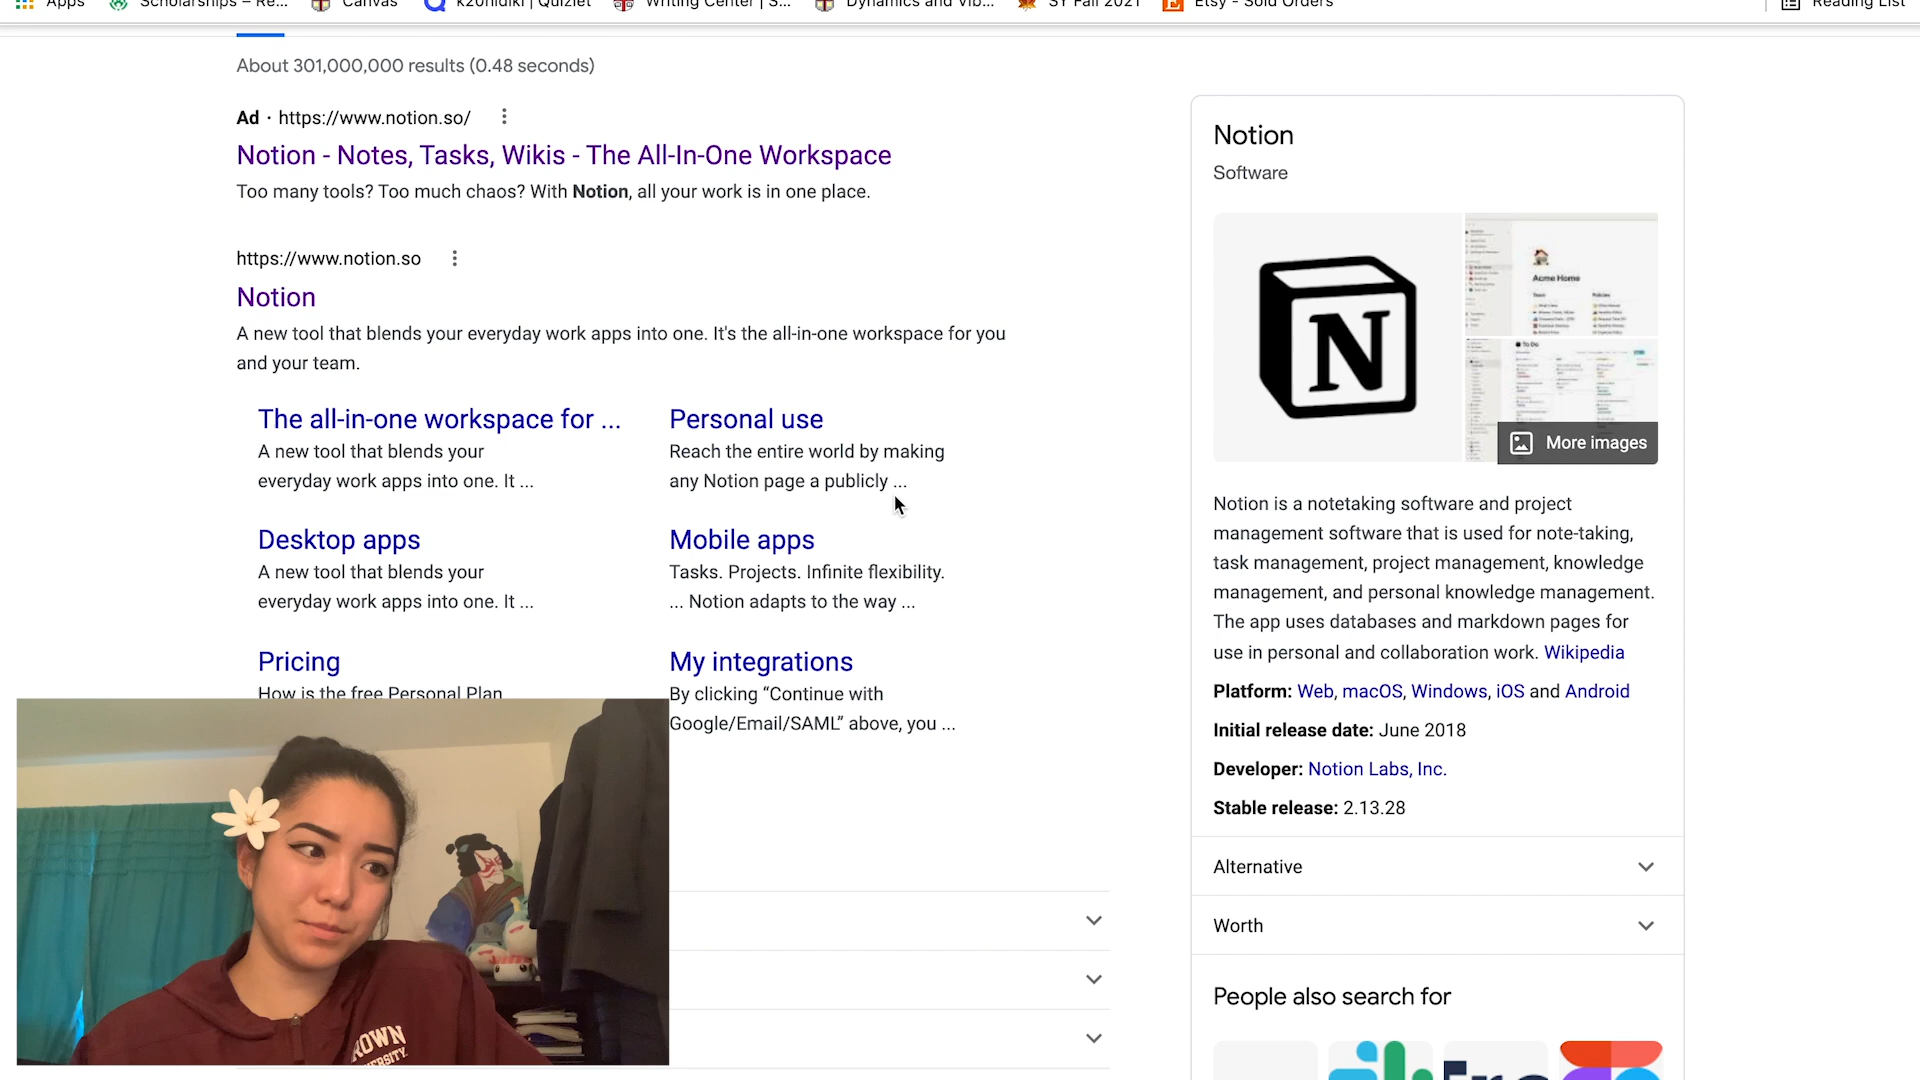 Apps Scholarships – Re... Canvas k20hldiki | Quizlet Writing Center | S... Dynamics and Vib... SY Fall 2021 Etsy - Sold Orders Reading List
About 301,000,000 results (0.48 seconds)
Ad · https://www.notion.so/
Notion - Notes, Tasks, Wikis - The All-In-One Workspace
Too many tools? Too much chaos? With Notion, all your work is in one place.
https://www.notion.so
Notion
A new tool that blends your everyday work apps into one. It's the all-in-one workspace for you
and your team.
The all-in-one workspace for ...
A new tool that blends your
everyday work apps into one. It ...
Personal use
Reach the entire world by making
any Notion page a publicly ...
Desktop apps
A new tool that blends your
everyday work apps into one. It ...
Mobile apps
Tasks. Projects. Infinite flexibility.
... Notion adapts to the way ...
Pricing
How is the free Personal Plan
My integrations
By clicking “Continue with
Google/Email/SAML” above, you ...
Notion
Software
N
Acme Home
Team Policies
To Do
More images
Notion is a notetaking software and project
management software that is used for note-taking,
task management, project management, knowledge
management, and personal knowledge management.
The app uses databases and markdown pages for
use in personal and collaboration work. Wikipedia
Platform: Web, macOS, Windows, iOS and Android
Initial release date: June 2018
Developer: Notion Labs, Inc.
Stable release: 2.13.28
Alternative
Worth
People also search for